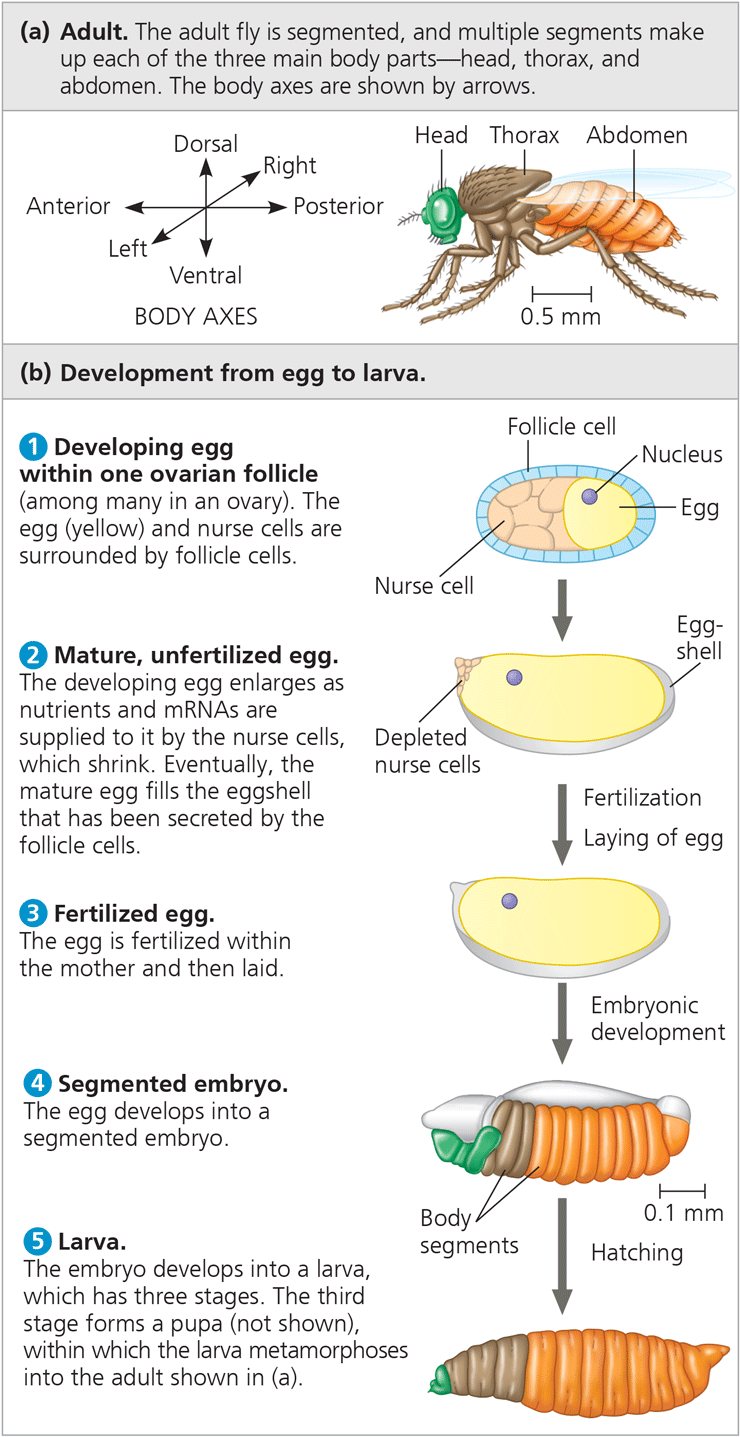 (a) Adult. The adult fly is segmented, and multiple segments make
up each of the three main body parts—head, thorax, and
abdomen. The body axes are shown by arrows.
Dorsal
Right
Anterior
Posterior
Left
Ventral
BODY AXES
Head
Thorax
Abdomen
0.5 mm
(b) Development from egg to larva.
1 Developing egg
within one ovarian follicle
(among many in an ovary). The
egg (yellow) and nurse cells are
surrounded by follicle cells.
Follicle cell
Nucleus
Egg
Nurse cell
2 Mature, unfertilized egg.
The developing egg enlarges as
nutrients and mRNAs are
supplied to it by the nurse cells,
which shrink. Eventually, the
mature egg fills the eggshell
that has been secreted by the
follicle cells.
Egg-
shell
Depleted
nurse cells
Fertilization
Laying of egg
3 Fertilized egg.
The egg is fertilized within
the mother and then laid.
Embryonic
development
4 Segmented embryo.
The egg develops into a
segmented embryo.
Body
segments
0.1 mm
Hatching
5 Larva.
The embryo develops into a larva,
which has three stages. The third
stage forms a pupa (not shown),
within which the larva metamorphoses
into the adult shown in (a).